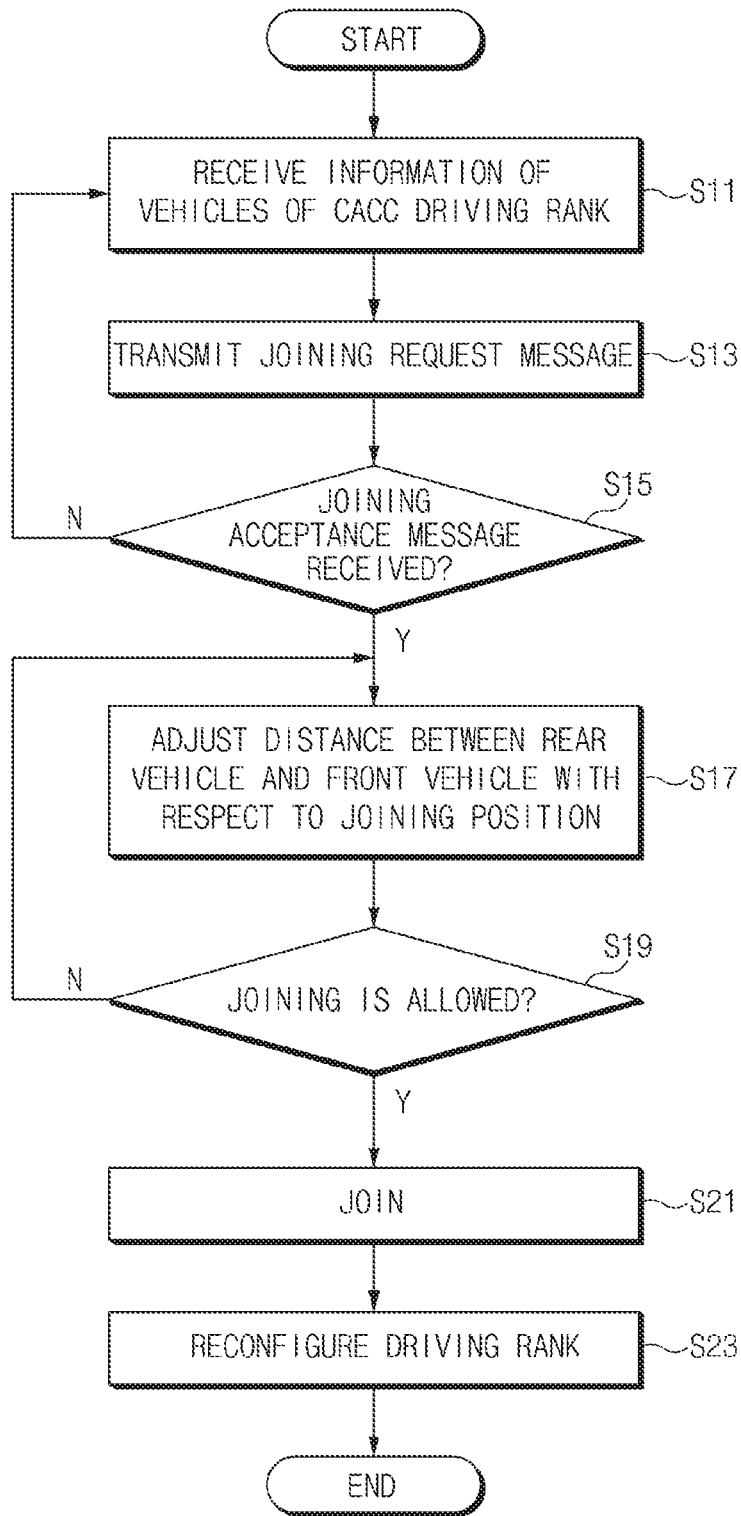 START
RECEIVE INFORMATION OF
VEHICLES OF CACC DRIVING RANK
S11
TRANSMIT JOINING REQUEST MESSAGE
S13
JOINING
ACCEPTANCE MESSAGE
RECEIVED?
S15
N
Y
ADJUST DISTANCE BETWEEN REAR
VEHICLE AND FRONT VEHICLE WITH
RESPECT TO JOINING POSITION
S17
JOINING IS ALLOWED?
S19
N
Y
JOIN
S21
RECONFIGURE DRIVING RANK
S23
END